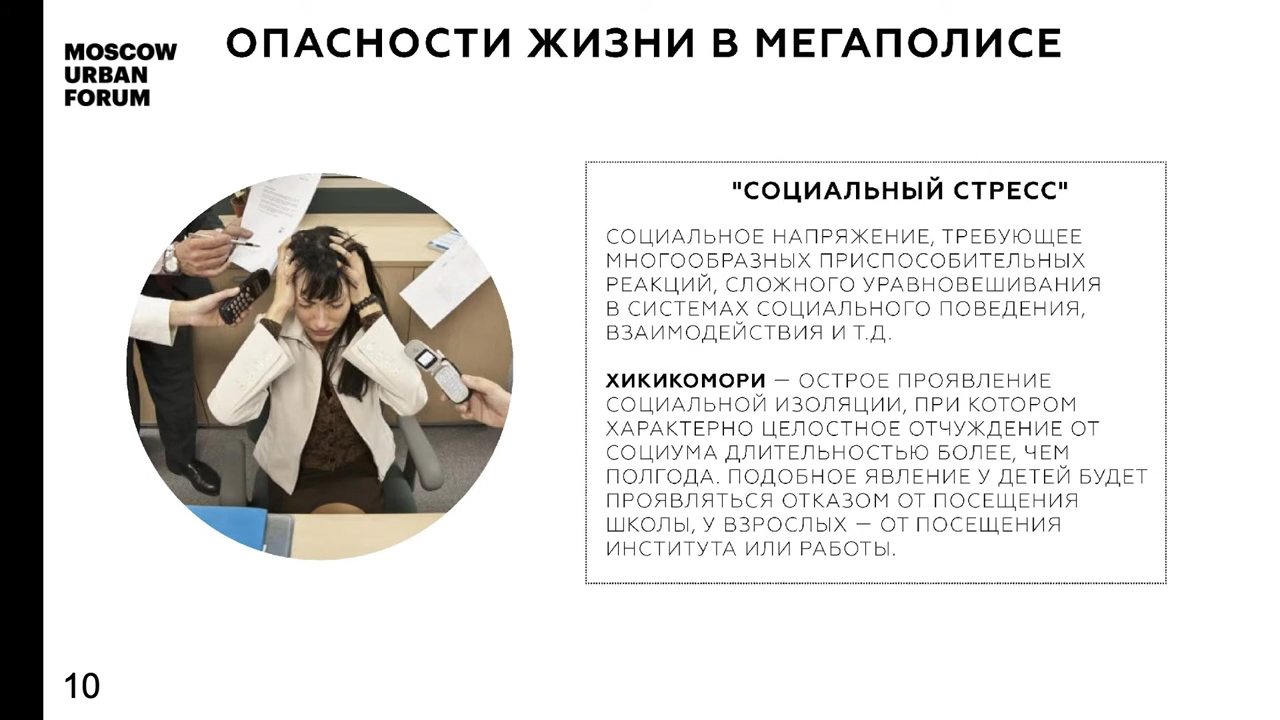 MOSCOW
URBAN
FORUM
ОПАСНОСТИ ЖИЗНИ В МЕГАПОЛИСЕ
"СОЦИАЛЬНЫЙ СТРЕСС"
СОЦИАЛЬНОЕ НАПРЯЖЕНИЕ, ТРЕБУЮЩЕЕ
МНОГООБРАЗНЫХ ПРИСПОСОБИТЕЛЬНЫХ
РЕАКЦИЙ, СЛОЖНОГО УРАВНОВЕШИВАНИЯ
В СИСТЕМАХ СОЦИАЛЬНОГО ПОВЕДЕНИЯ,
ВЗАИМОДЕЙСТВИЯ И Т.Д.
ХИКИКОМОРИ — ОСТРОЕ ПРОЯВЛЕНИЕ
СОЦИАЛЬНОЙ ИЗОЛЯЦИИ, ПРИ КОТОРОМ
ХАРАКТЕРНО ЦЕЛОСТНОЕ ОТЧУЖДЕНИЕ ОТ
СОЦИУМА ДЛИТЕЛЬНОСТЬЮ БОЛЕЕ, ЧЕМ
ПОЛГОДА. ПОДОБНОЕ ЯВЛЕНИЕ У ДЕТЕЙ БУДЕТ
ПРОЯВЛЯТЬСЯ ОТКАЗОМ ОТ ПОСЕЩЕНИЯ
ШКОЛЫ, У ВЗРОСЛЫХ — ОТ ПОСЕЩЕНИЯ
ИНСТИТУТА ИЛИ РАБОТЫ.
10